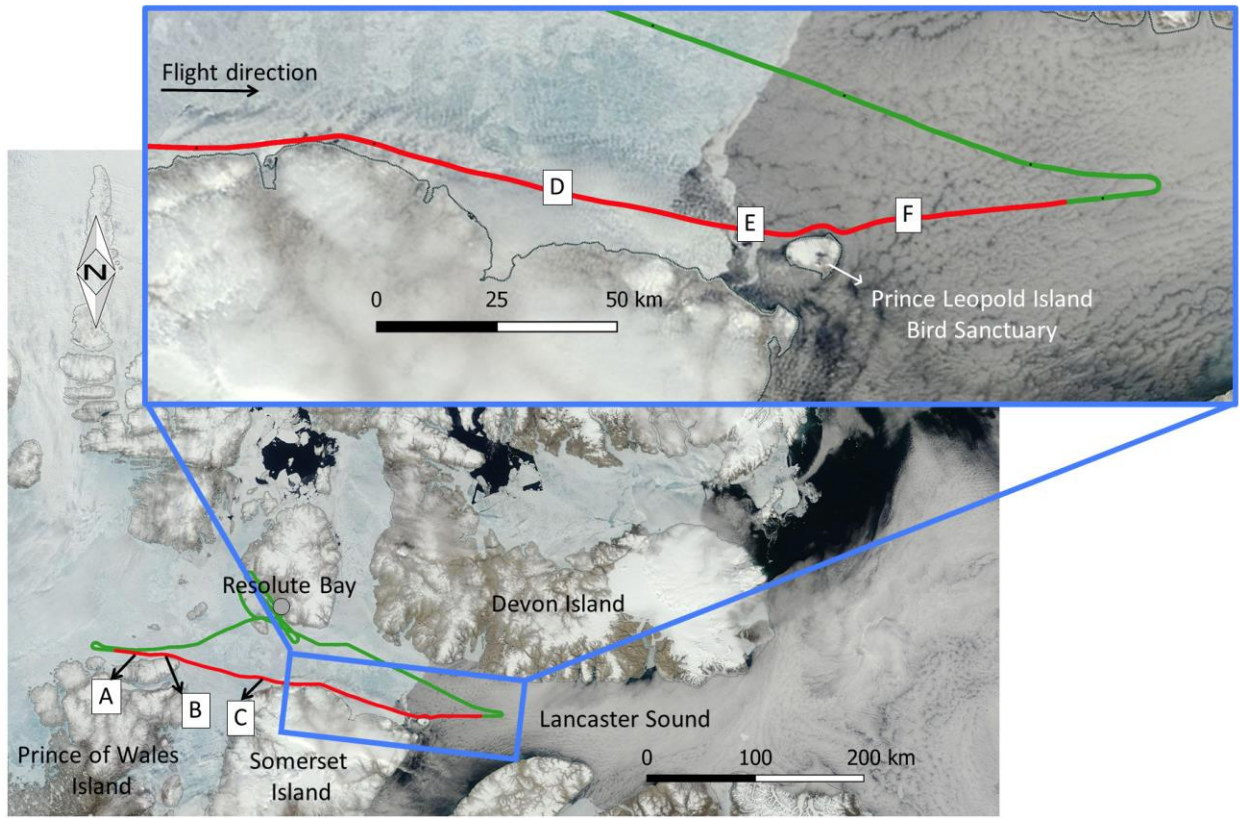 Flight direction
D
E
F
0 25 50 km
Prince Leopold Island
Bird Sanctuary
N
Resolute Bay
Devon Island
A
B
C
Prince of Wales
Island
Somerset
Island
Lancaster Sound
0 100 200 km